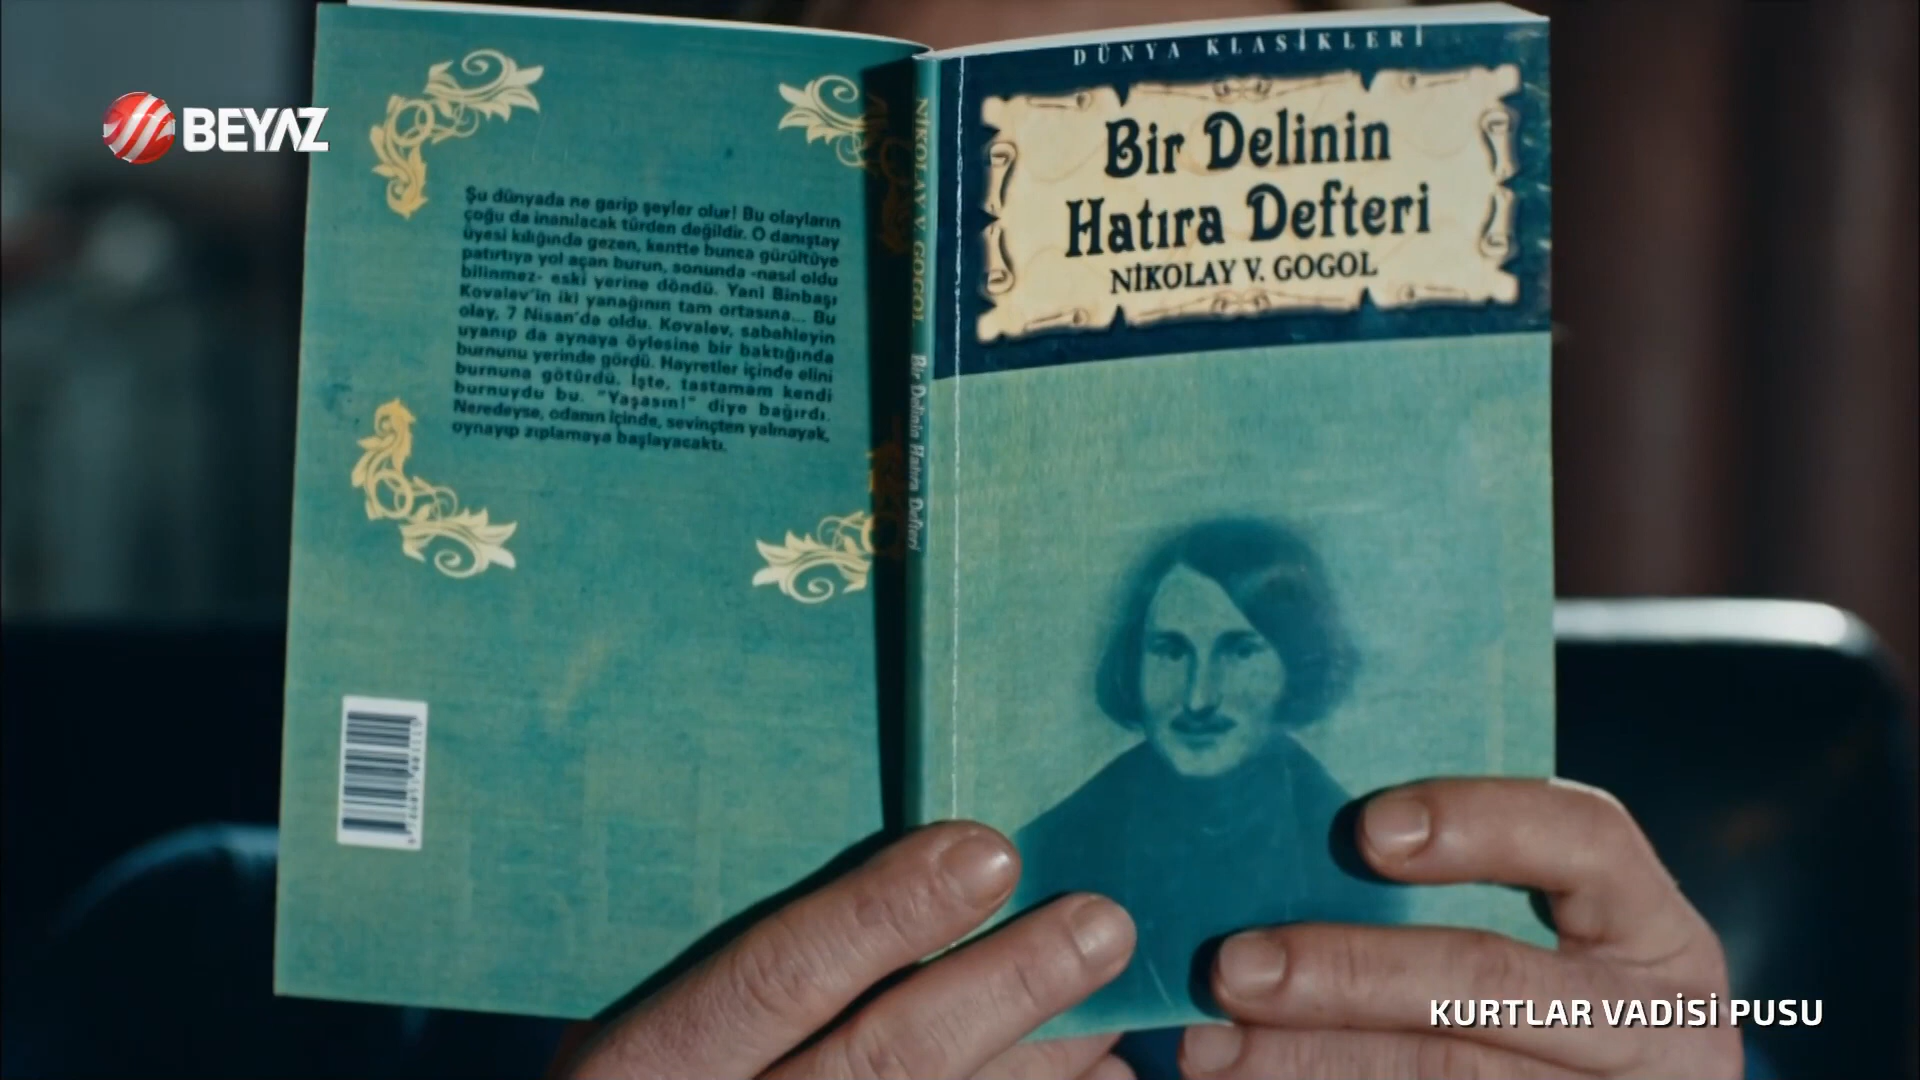 BEYAZ
Şu dünyada ne garip şeyler olur! Bu olayların
çoğu da inanılacak türden değildir. O danıştay
üyesi kılığında gezen, kentte bunca gürültüye
patırtıya yol açan burun, sonunda -nasıl oldu
bilinmez- eski yerine döndü. Yani Binbaşı
Kovalev'in iki yanağının tam ortasına... Bu
olay, 7 Nisan'da oldu. Kovalev, sabahleyin
uyanıp da aynaya öylesine bir baktığında
burnunu yerinde gördü. Hayretler içinde elini
burnuna götürdü. İşte, tastamam kendi
burnuydu bu. "Yaşasın!" diye bağırdı.
Neredeyse, odanın içinde, sevinçten yalınayak,
oynayıp zıplamaya başlayacaktı.
NİKOLAY V. GOGOL Bir Delinin Hatıra Defteri
DÜNYA KLASİKLERİ
Bir Delinin
Hatıra Defteri
NİKOLAY V. GOGOL
KURTLAR VADİSİ PUSU